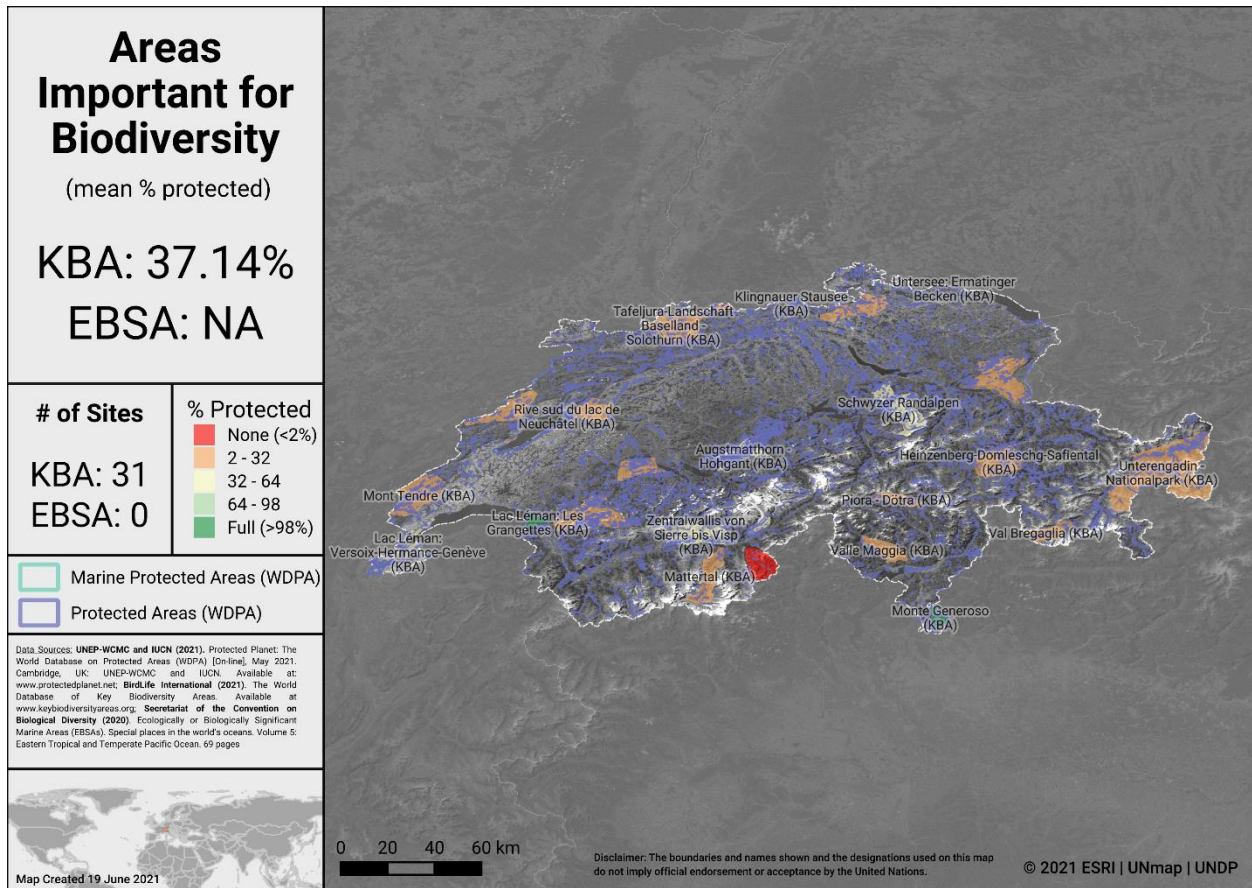 Areas
Important for
Biodiversity
(mean % protected)
KBA: 37.14%
EBSA: NA
# of Sites
KBA: 31
EBSA: 0
% Protected
None (<2%)
2 - 32
32 - 64
64 - 98
Full (>98%)
Marine Protected Areas (WDPA)
Protected Areas (WDPA)
Data Sources: UNEP-WCMC and IUCN (2021). Protected Planet: The
World Database on Protected Areas (WDPA) [On-line], May 2021.
Cambridge, UK: UNEP-WCMC and IUCN. Available at:
www.protectedplanet.net; BirdLife International (2021). The World
Database of Key Biodiversity Areas. Available at
www.keybiodiversityareas.org; Secretariat of the Convention on
Biological Diversity (2020). Ecologically or Biologically Significant
Marine Areas (EBSAs). Special places in the world's oceans. Volume 5:
Eastern Tropical and Temperate Pacific Ocean. 69 pages
Map Created 19 June 2021
Untersee: Ermatinger
Becken (KBA)
Klingnauer Stausee
(KBA)
Tafeljura-Landschaft
Baselland -
Solothurn (KBA)
Schwyzer Randalpen
(KBA)
Rive sud du lac de
Neuchâtel (KBA)
Augstmatthorn -
Hohgant (KBA)
Heinzenberg-Domleschg-Safiental
(KBA)
Unterengadin -
Nationalpark (KBA)
Mont Tendre (KBA)
Piora - Dötra (KBA)
Lac Léman: Les
Grangettes (KBA)
Zentralwallis von
Sierre bis Visp
(KBA)
Val Bregaglia (KBA)
Lac Léman:
Versoix-Hermance-Genève
(KBA)
Valle Maggia (KBA)
Mattertal (KBA)
Monte Generoso
(KBA)
0 20 40 60 km
Disclaimer: The boundaries and names shown and the designations used on this map
do not imply official endorsement or acceptance by the United Nations.
© 2021 ESRI | UNmap | UNDP